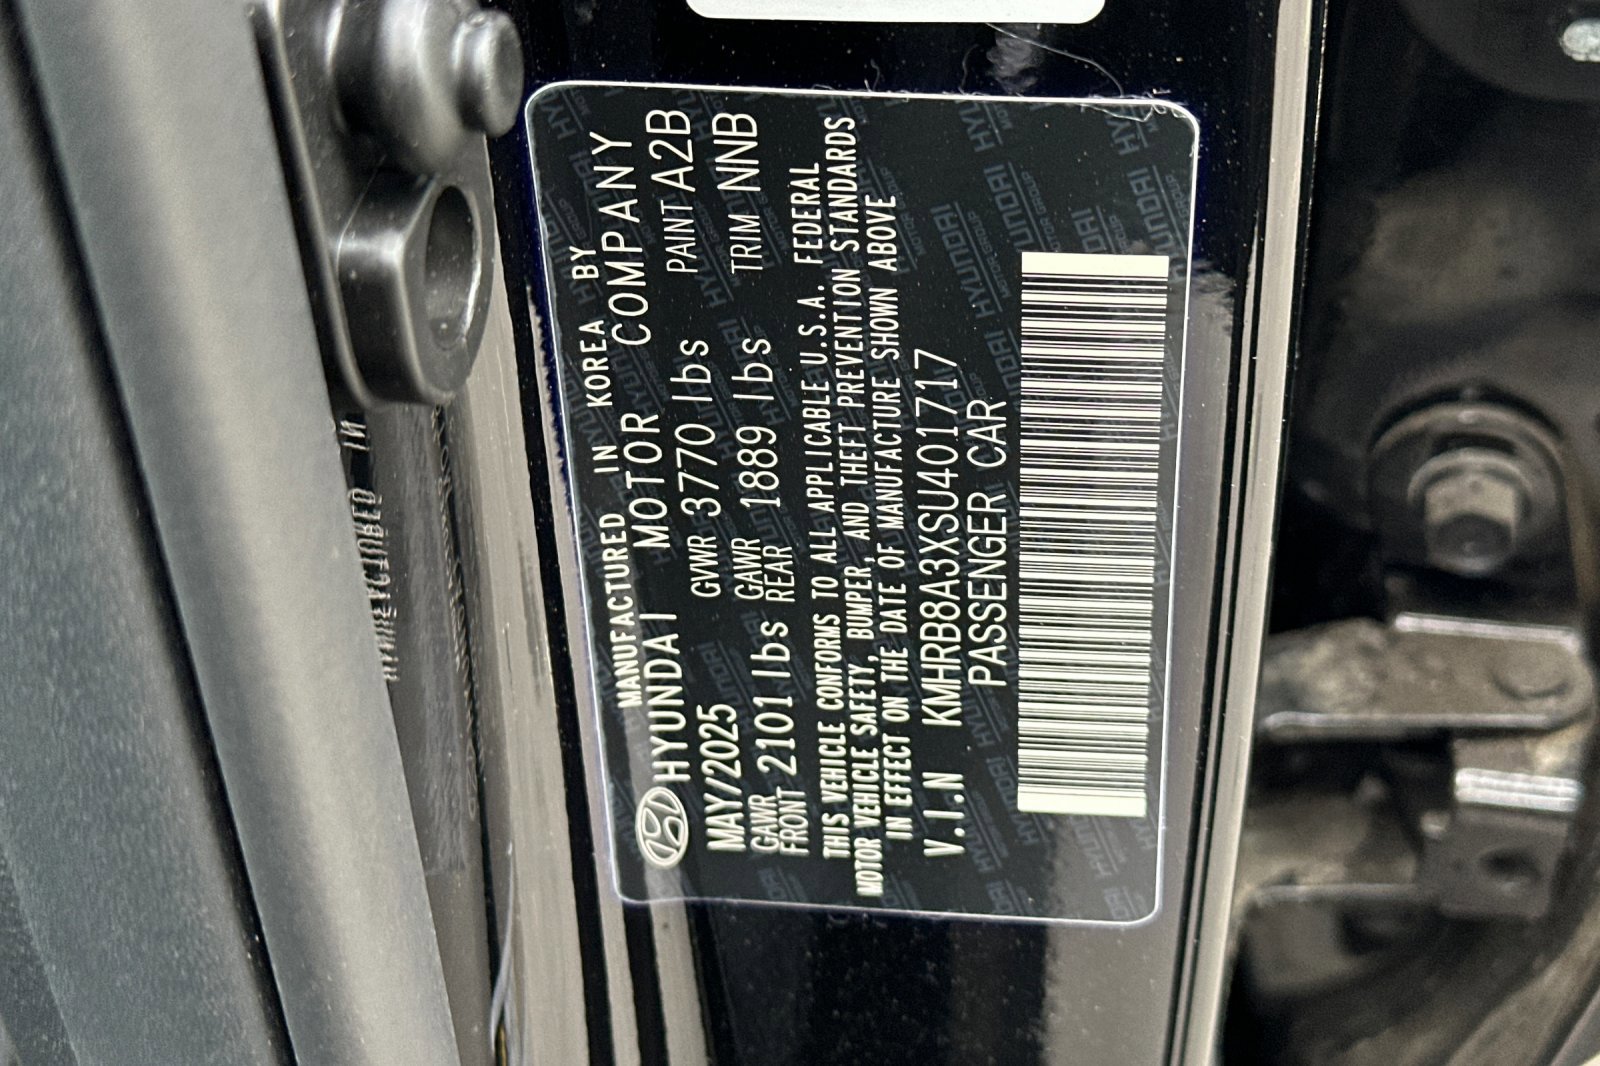 MANUFACTURED IN KOREA BY
HYUNDAI MOTOR COMPANY
MAY/2025 GVWR 3770 lbs PAINT A2B
GAWR FRONT 2101 lbs GAWR REAR 1889 lbs TRIM NNB
THIS VEHICLE CONFORMS TO ALL APPLICABLE U.S.A. FEDERAL
MOTOR VEHICLE SAFETY, BUMPER, AND THEFT PREVENTION STANDARDS
IN EFFECT ON THE DATE OF MANUFACTURE SHOWN ABOVE
V.I.N KMHRB8A3XSU401717
PASSENGER CAR